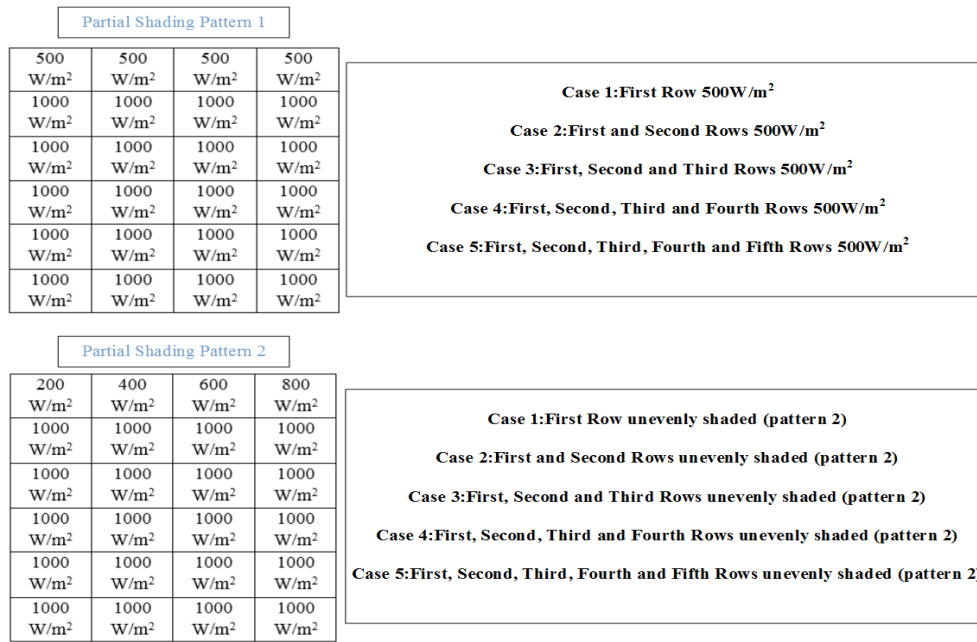 Partial Shading Pattern 1
500 500 500 500
W/m² W/m² W/m² W/m²
1000 1000 1000 1000
W/m² W/m² W/m² W/m²
1000 1000 1000 1000
W/m² W/m² W/m² W/m²
1000 1000 1000 1000
W/m² W/m² W/m² W/m²
1000 1000 1000 1000
W/m² W/m² W/m² W/m²
1000 1000 1000 1000
W/m² W/m² W/m² W/m²
Case 1:First Row 500W/m²
Case 2:First and Second Rows 500W/m²
Case 3:First, Second and Third Rows 500W/m²
Case 4:First, Second, Third and Fourth Rows 500W/m²
Case 5:First, Second, Third, Fourth and Fifth Rows 500W/m²
Partial Shading Pattern 2
200 400 600 800
W/m² W/m² W/m² W/m²
1000 1000 1000 1000
W/m² W/m² W/m² W/m²
1000 1000 1000 1000
W/m² W/m² W/m² W/m²
1000 1000 1000 1000
W/m² W/m² W/m² W/m²
1000 1000 1000 1000
W/m² W/m² W/m² W/m²
1000 1000 1000 1000
W/m² W/m² W/m² W/m²
Case 1:First Row unevenly shaded (pattern 2)
Case 2:First and Second Rows unevenly shaded (pattern 2)
Case 3:First, Second and Third Rows unevenly shaded (pattern 2)
Case 4:First, Second, Third and Fourth Rows unevenly shaded (pattern 2)
Case 5:First, Second, Third, Fourth and Fifth Rows unevenly shaded (pattern 2)